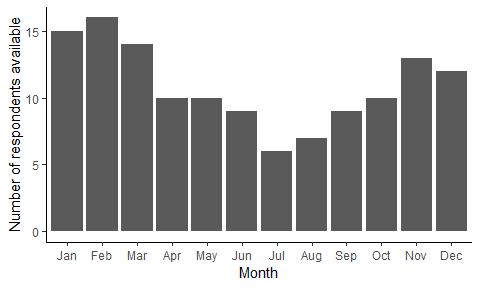 Number of respondents available
15
10
5
0
Jan Feb Mar Apr May Jun Jul Aug Sep Oct Nov Dec
Month